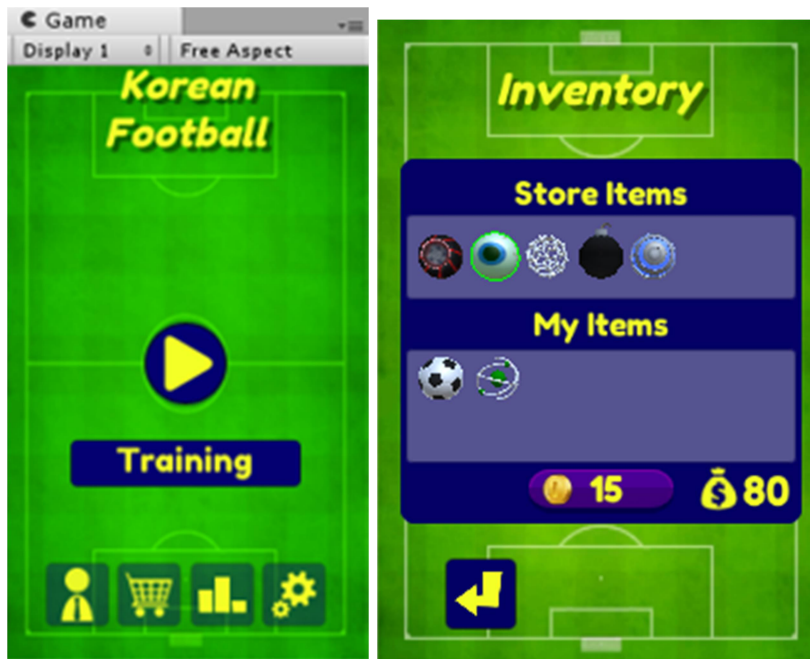 Game
Display 1
Free Aspect
Korean
Football
Training
Inventory
Store Items
My Items
15
$ 80